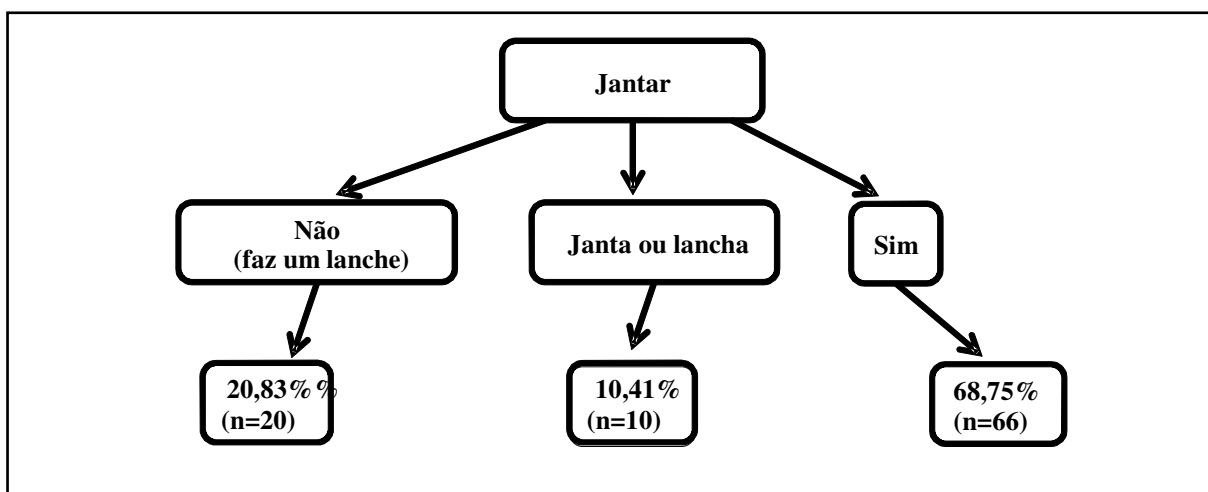 Jantar
Não
(faz um lanche)
Janta ou lancha
Sim
20,83% %
(n=20)
10,41%
(n=10)
68,75%
(n=66)